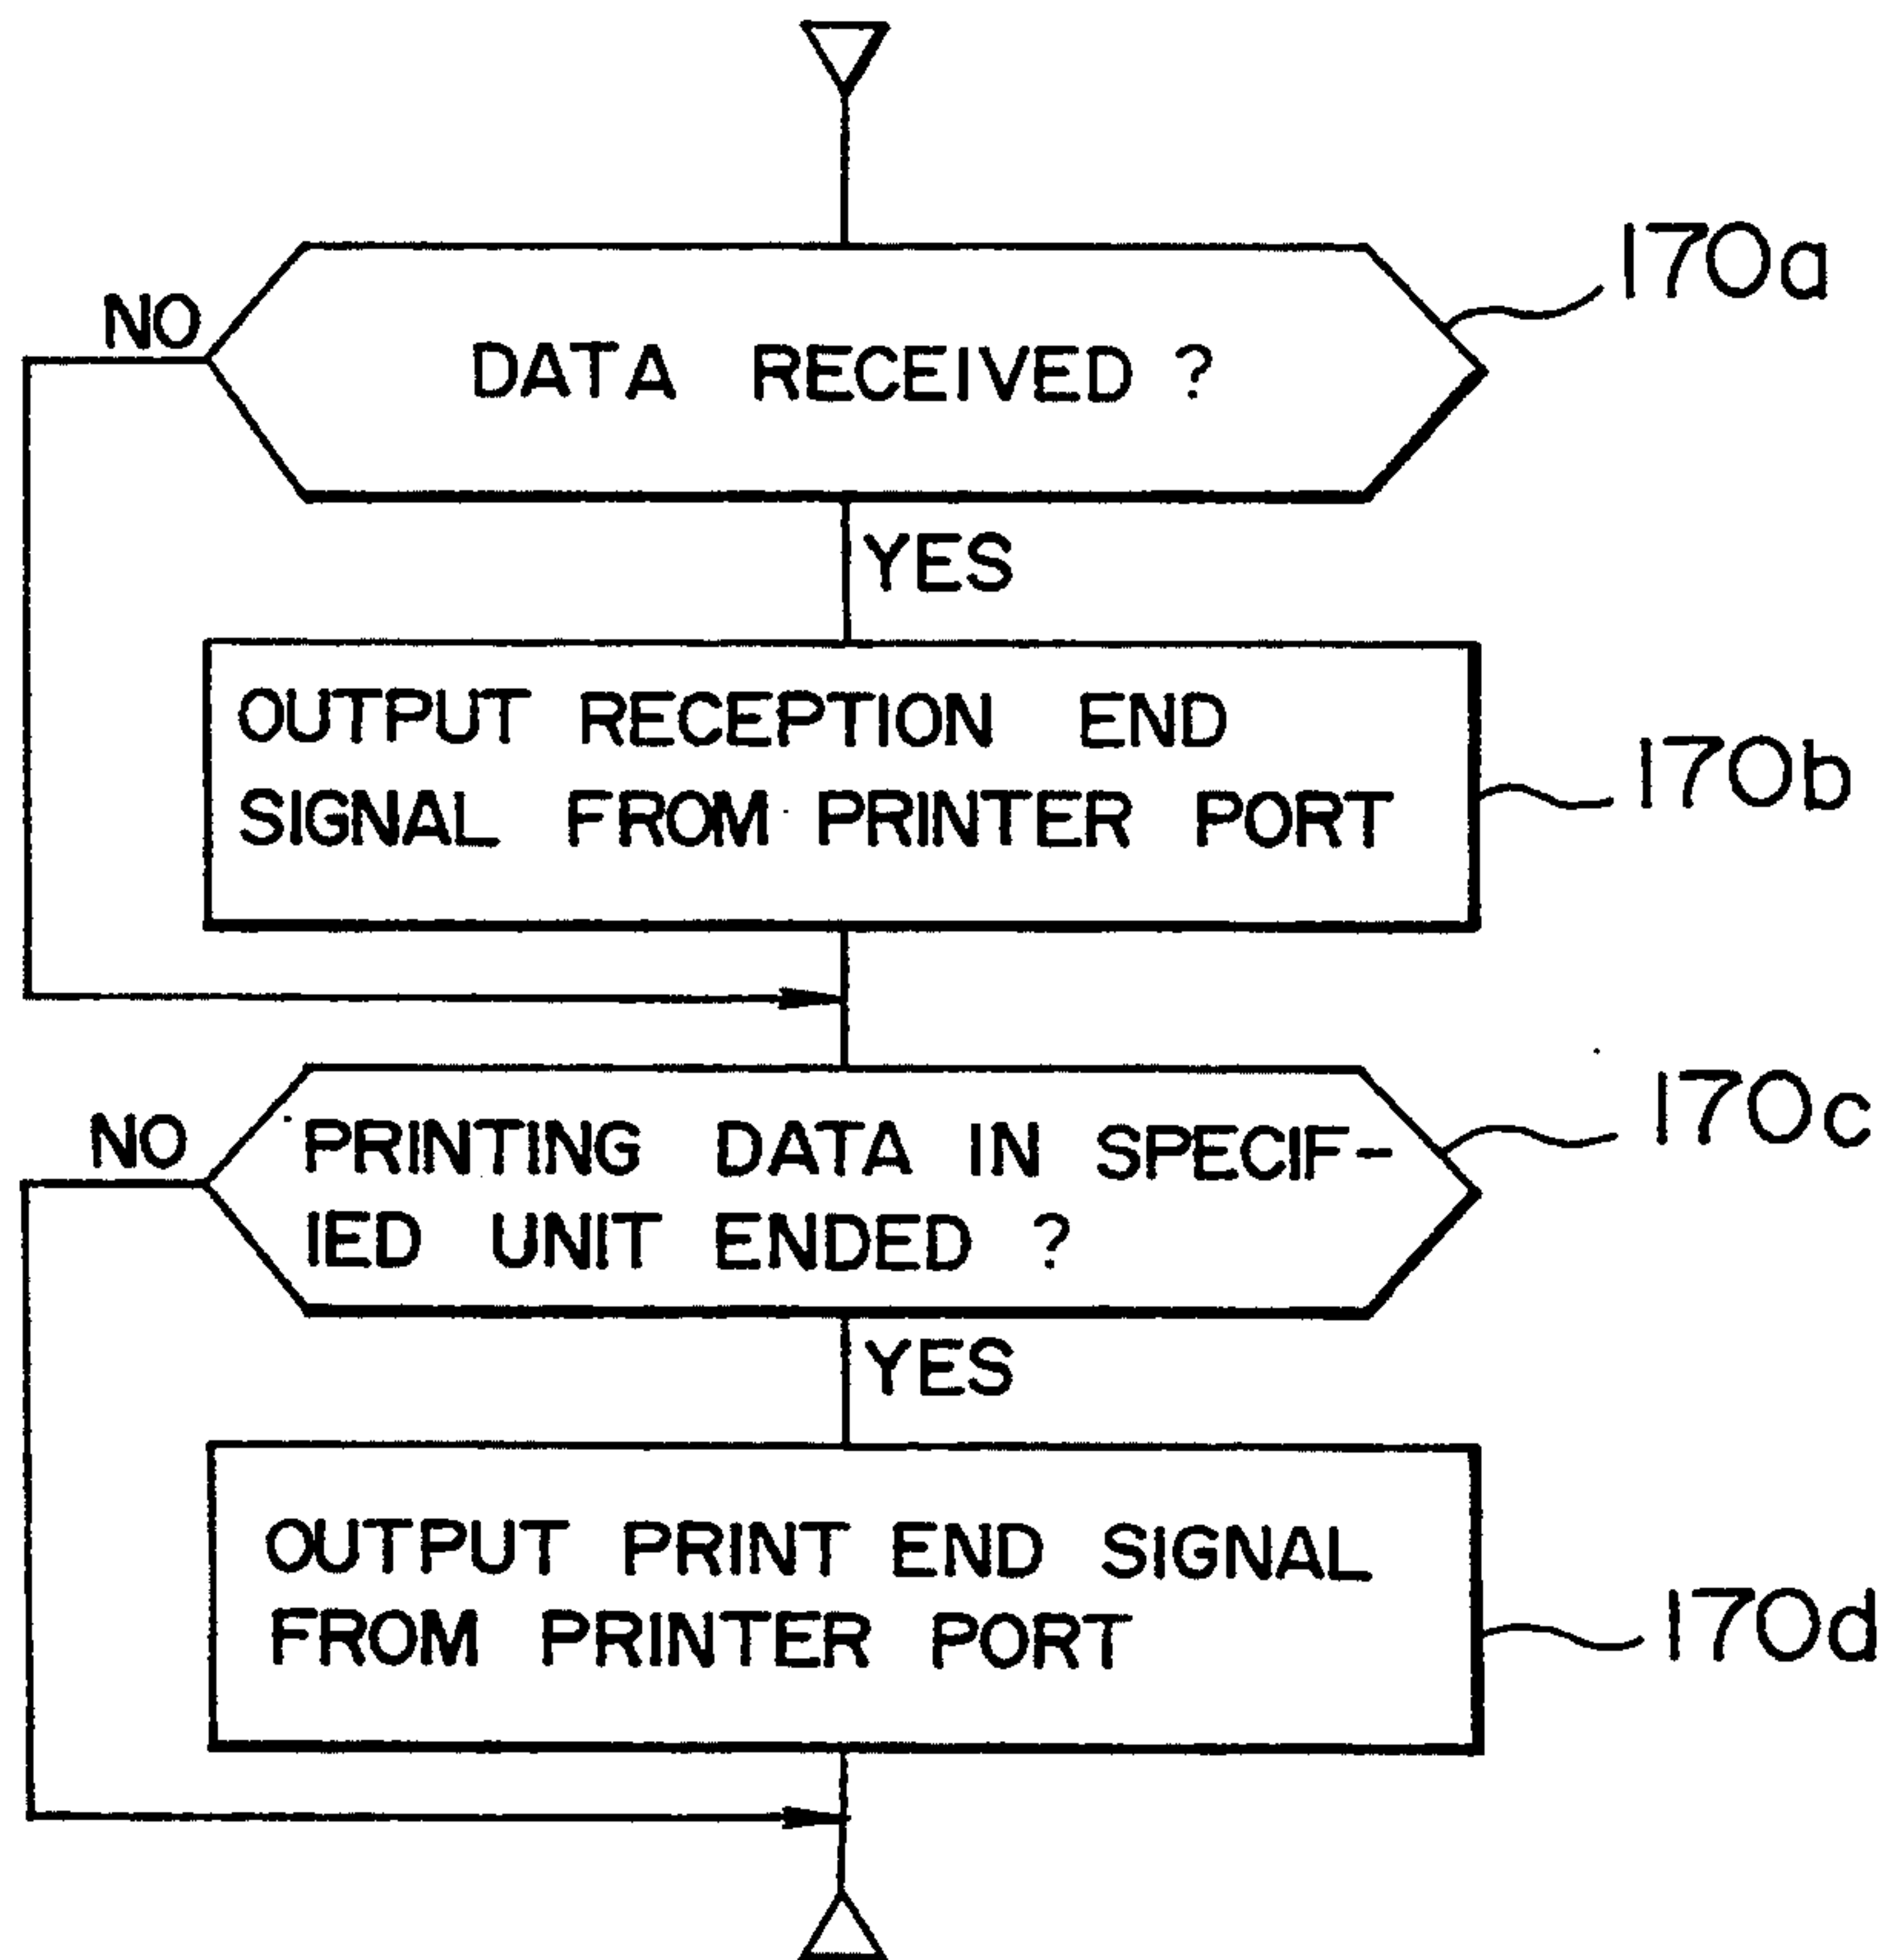 170a
NO
DATA RECEIVED ?
YES
OUTPUT RECEPTION END
SIGNAL FROM PRINTER PORT
170b
170c
NO
PRINTING DATA IN SPECIF-
IED UNIT ENDED ?
YES
OUTPUT PRINT END SIGNAL
FROM PRINTER PORT
170d